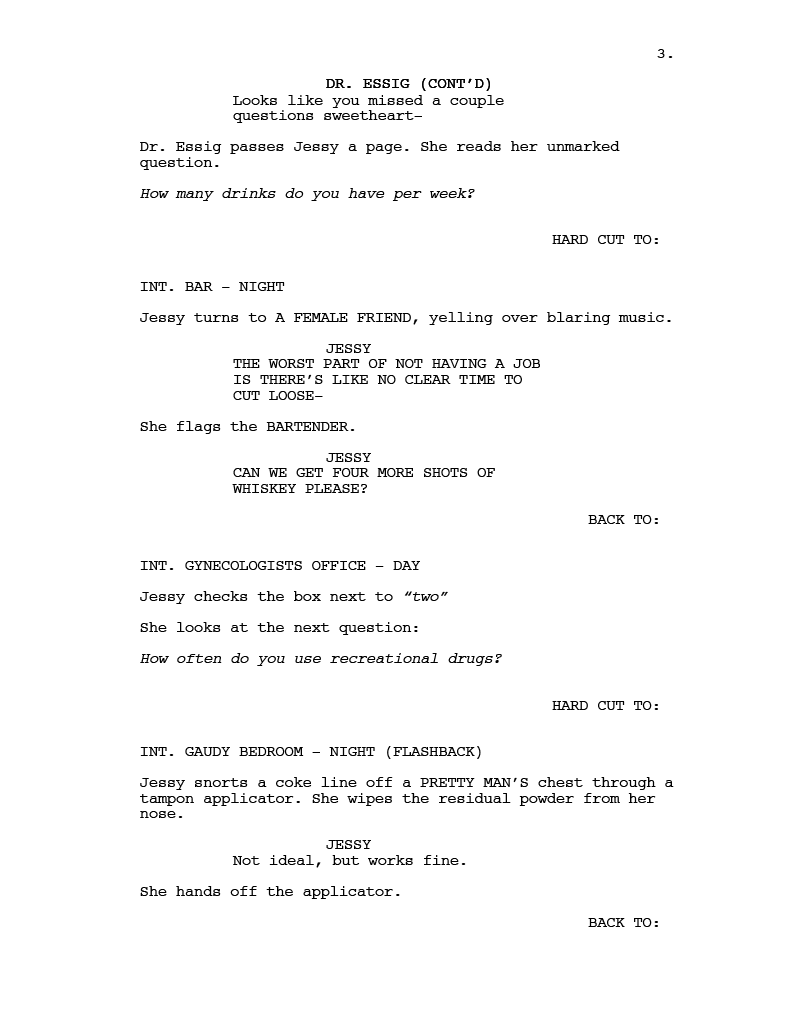 3.
DR. ESSIG (CONT'D)
Looks like you missed a couple
questions sweetheart–
Dr. Essig passes Jessy a page. She reads her unmarked
question.
How many drinks do you have per week?
HARD CUT TO:
INT. BAR – NIGHT
Jessy turns to A FEMALE FRIEND, yelling over blaring music.
JESSY
THE WORST PART OF NOT HAVING A JOB
IS THERE'S LIKE NO CLEAR TIME TO
CUT LOOSE–
She flags the BARTENDER.
JESSY
CAN WE GET FOUR MORE SHOTS OF
WHISKEY PLEASE?
BACK TO:
INT. GYNECOLOGISTS OFFICE – DAY
Jessy checks the box next to “two”
She looks at the next question:
How often do you use recreational drugs?
HARD CUT TO:
INT. GAUDY BEDROOM – NIGHT (FLASHBACK)
Jessy snorts a coke line off a PRETTY MAN'S chest through a
tampon applicator. She wipes the residual powder from her
nose.
JESSY
Not ideal, but works fine.
She hands off the applicator.
BACK TO: